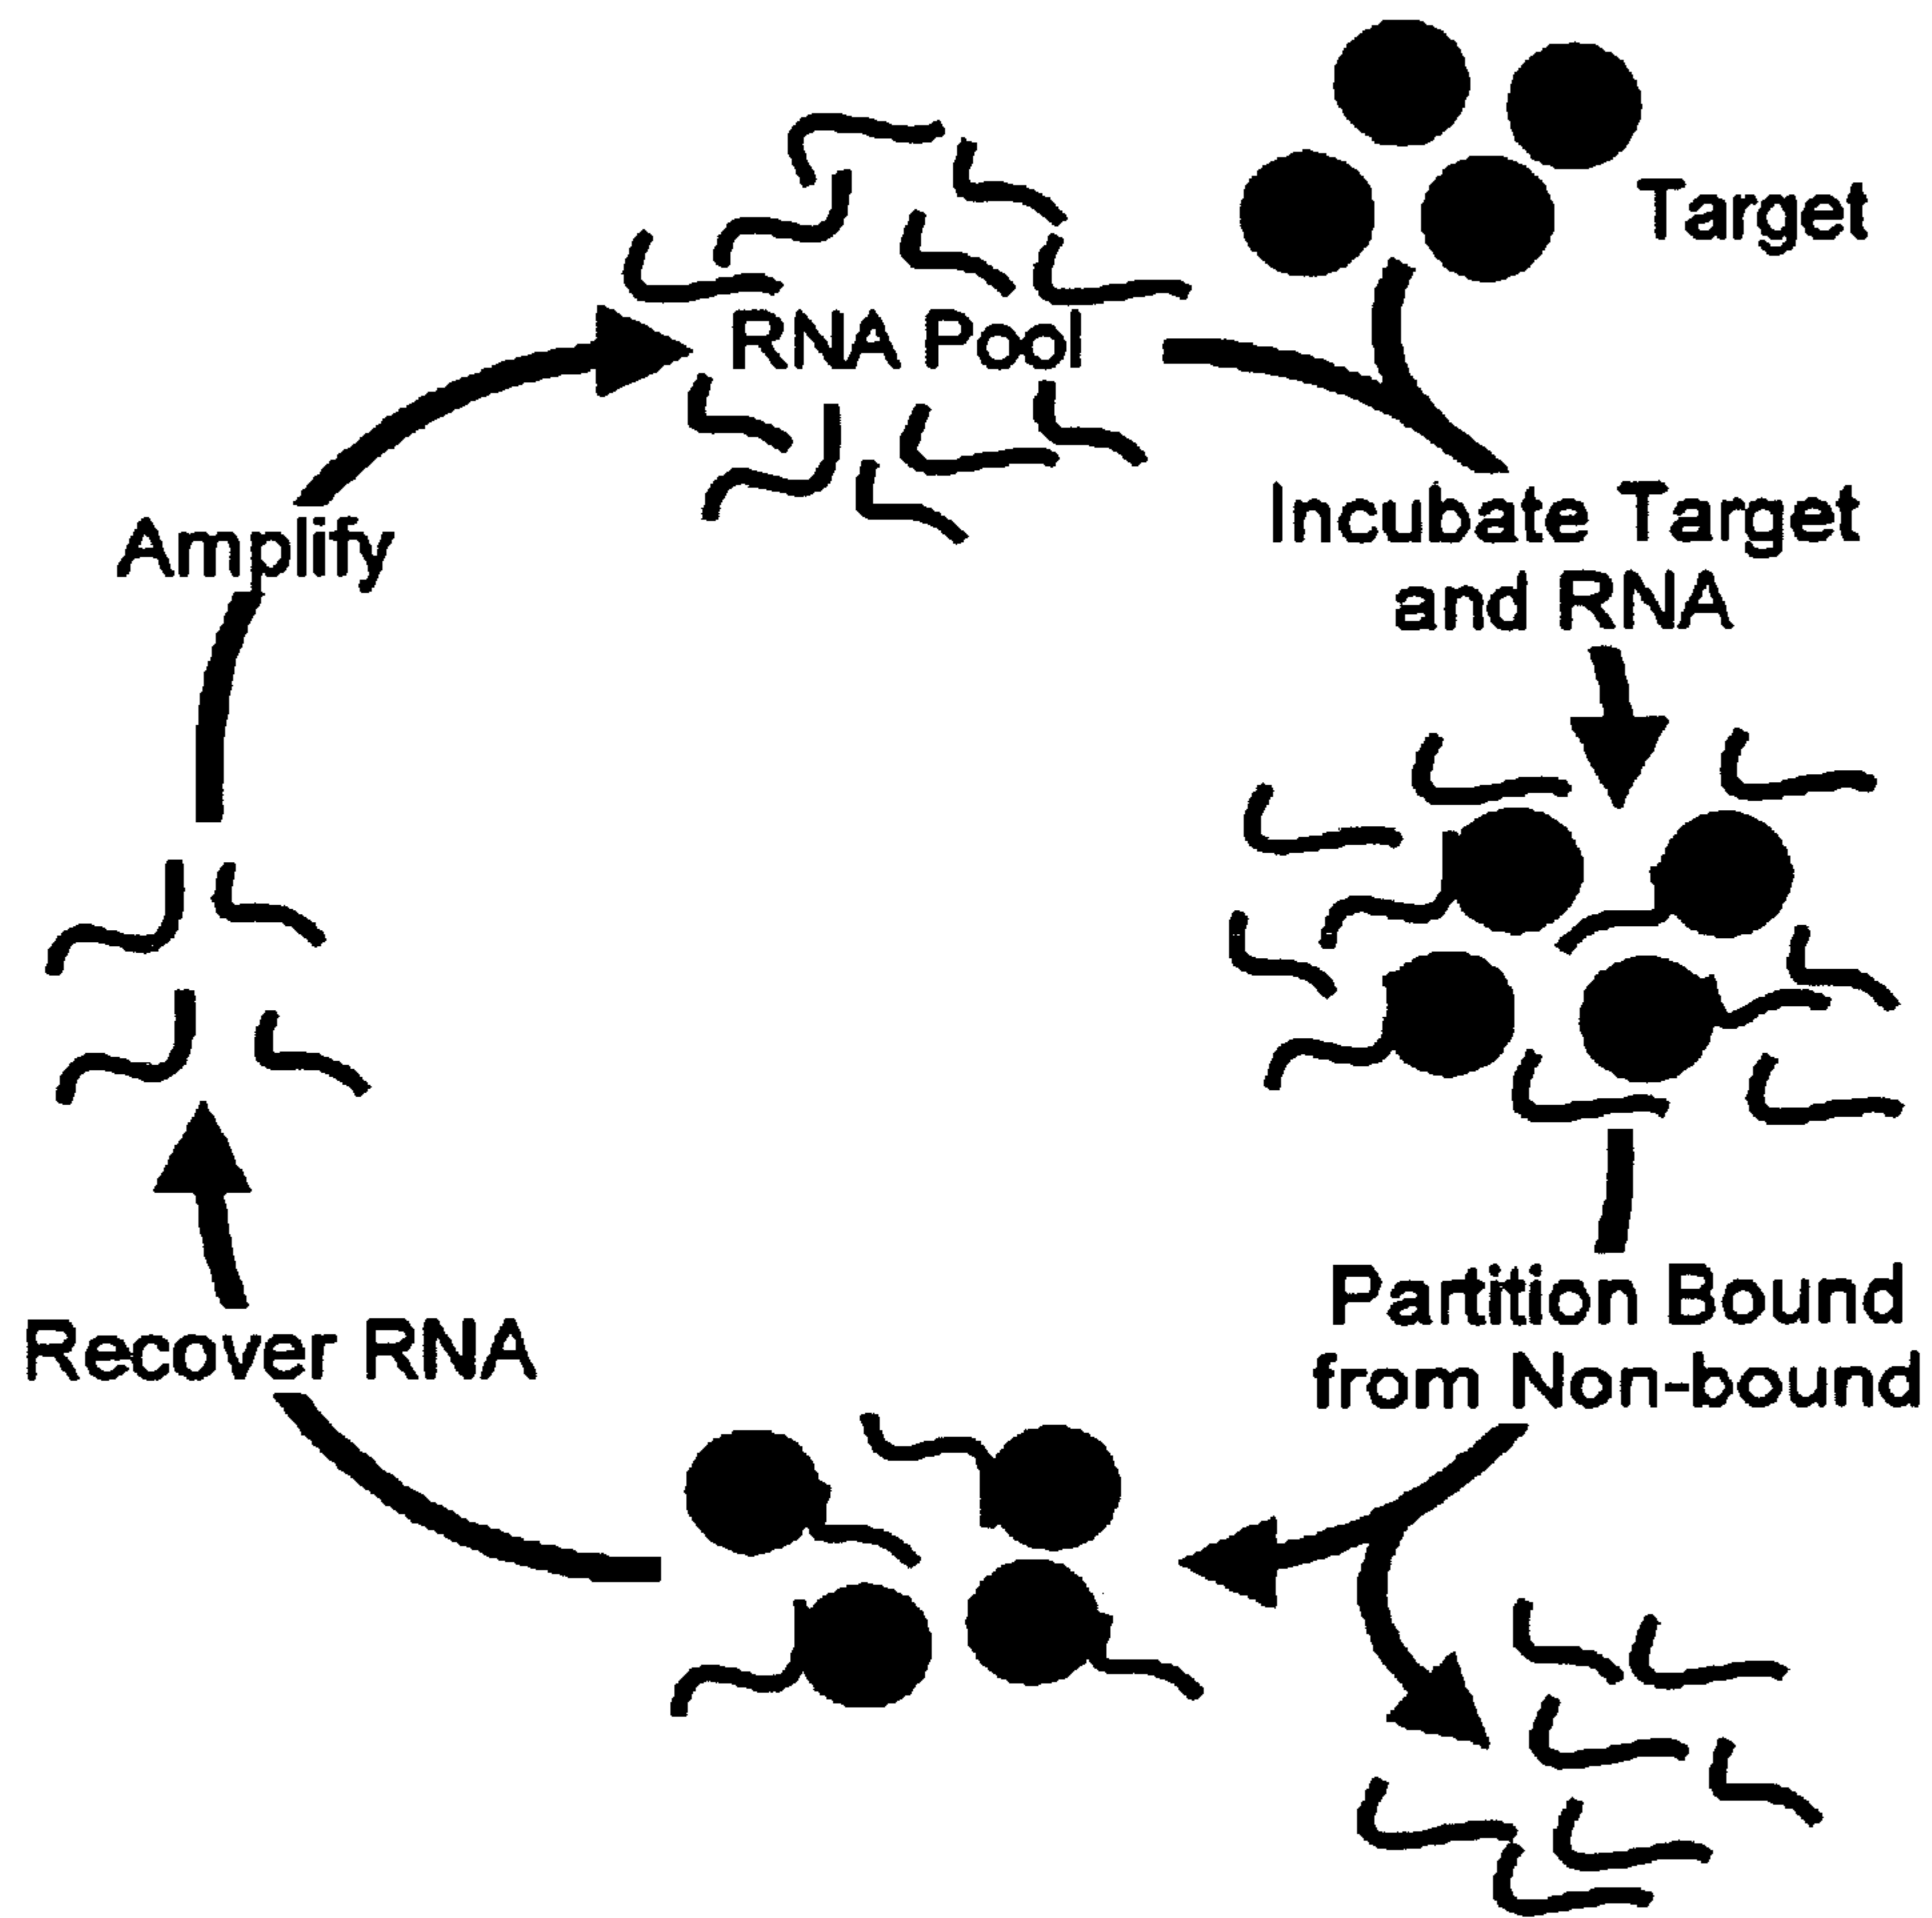 Target
RNA Pool
Incubate Target
and RNA
Partition Bound
from Non-bound
Recover RNA
Amplify